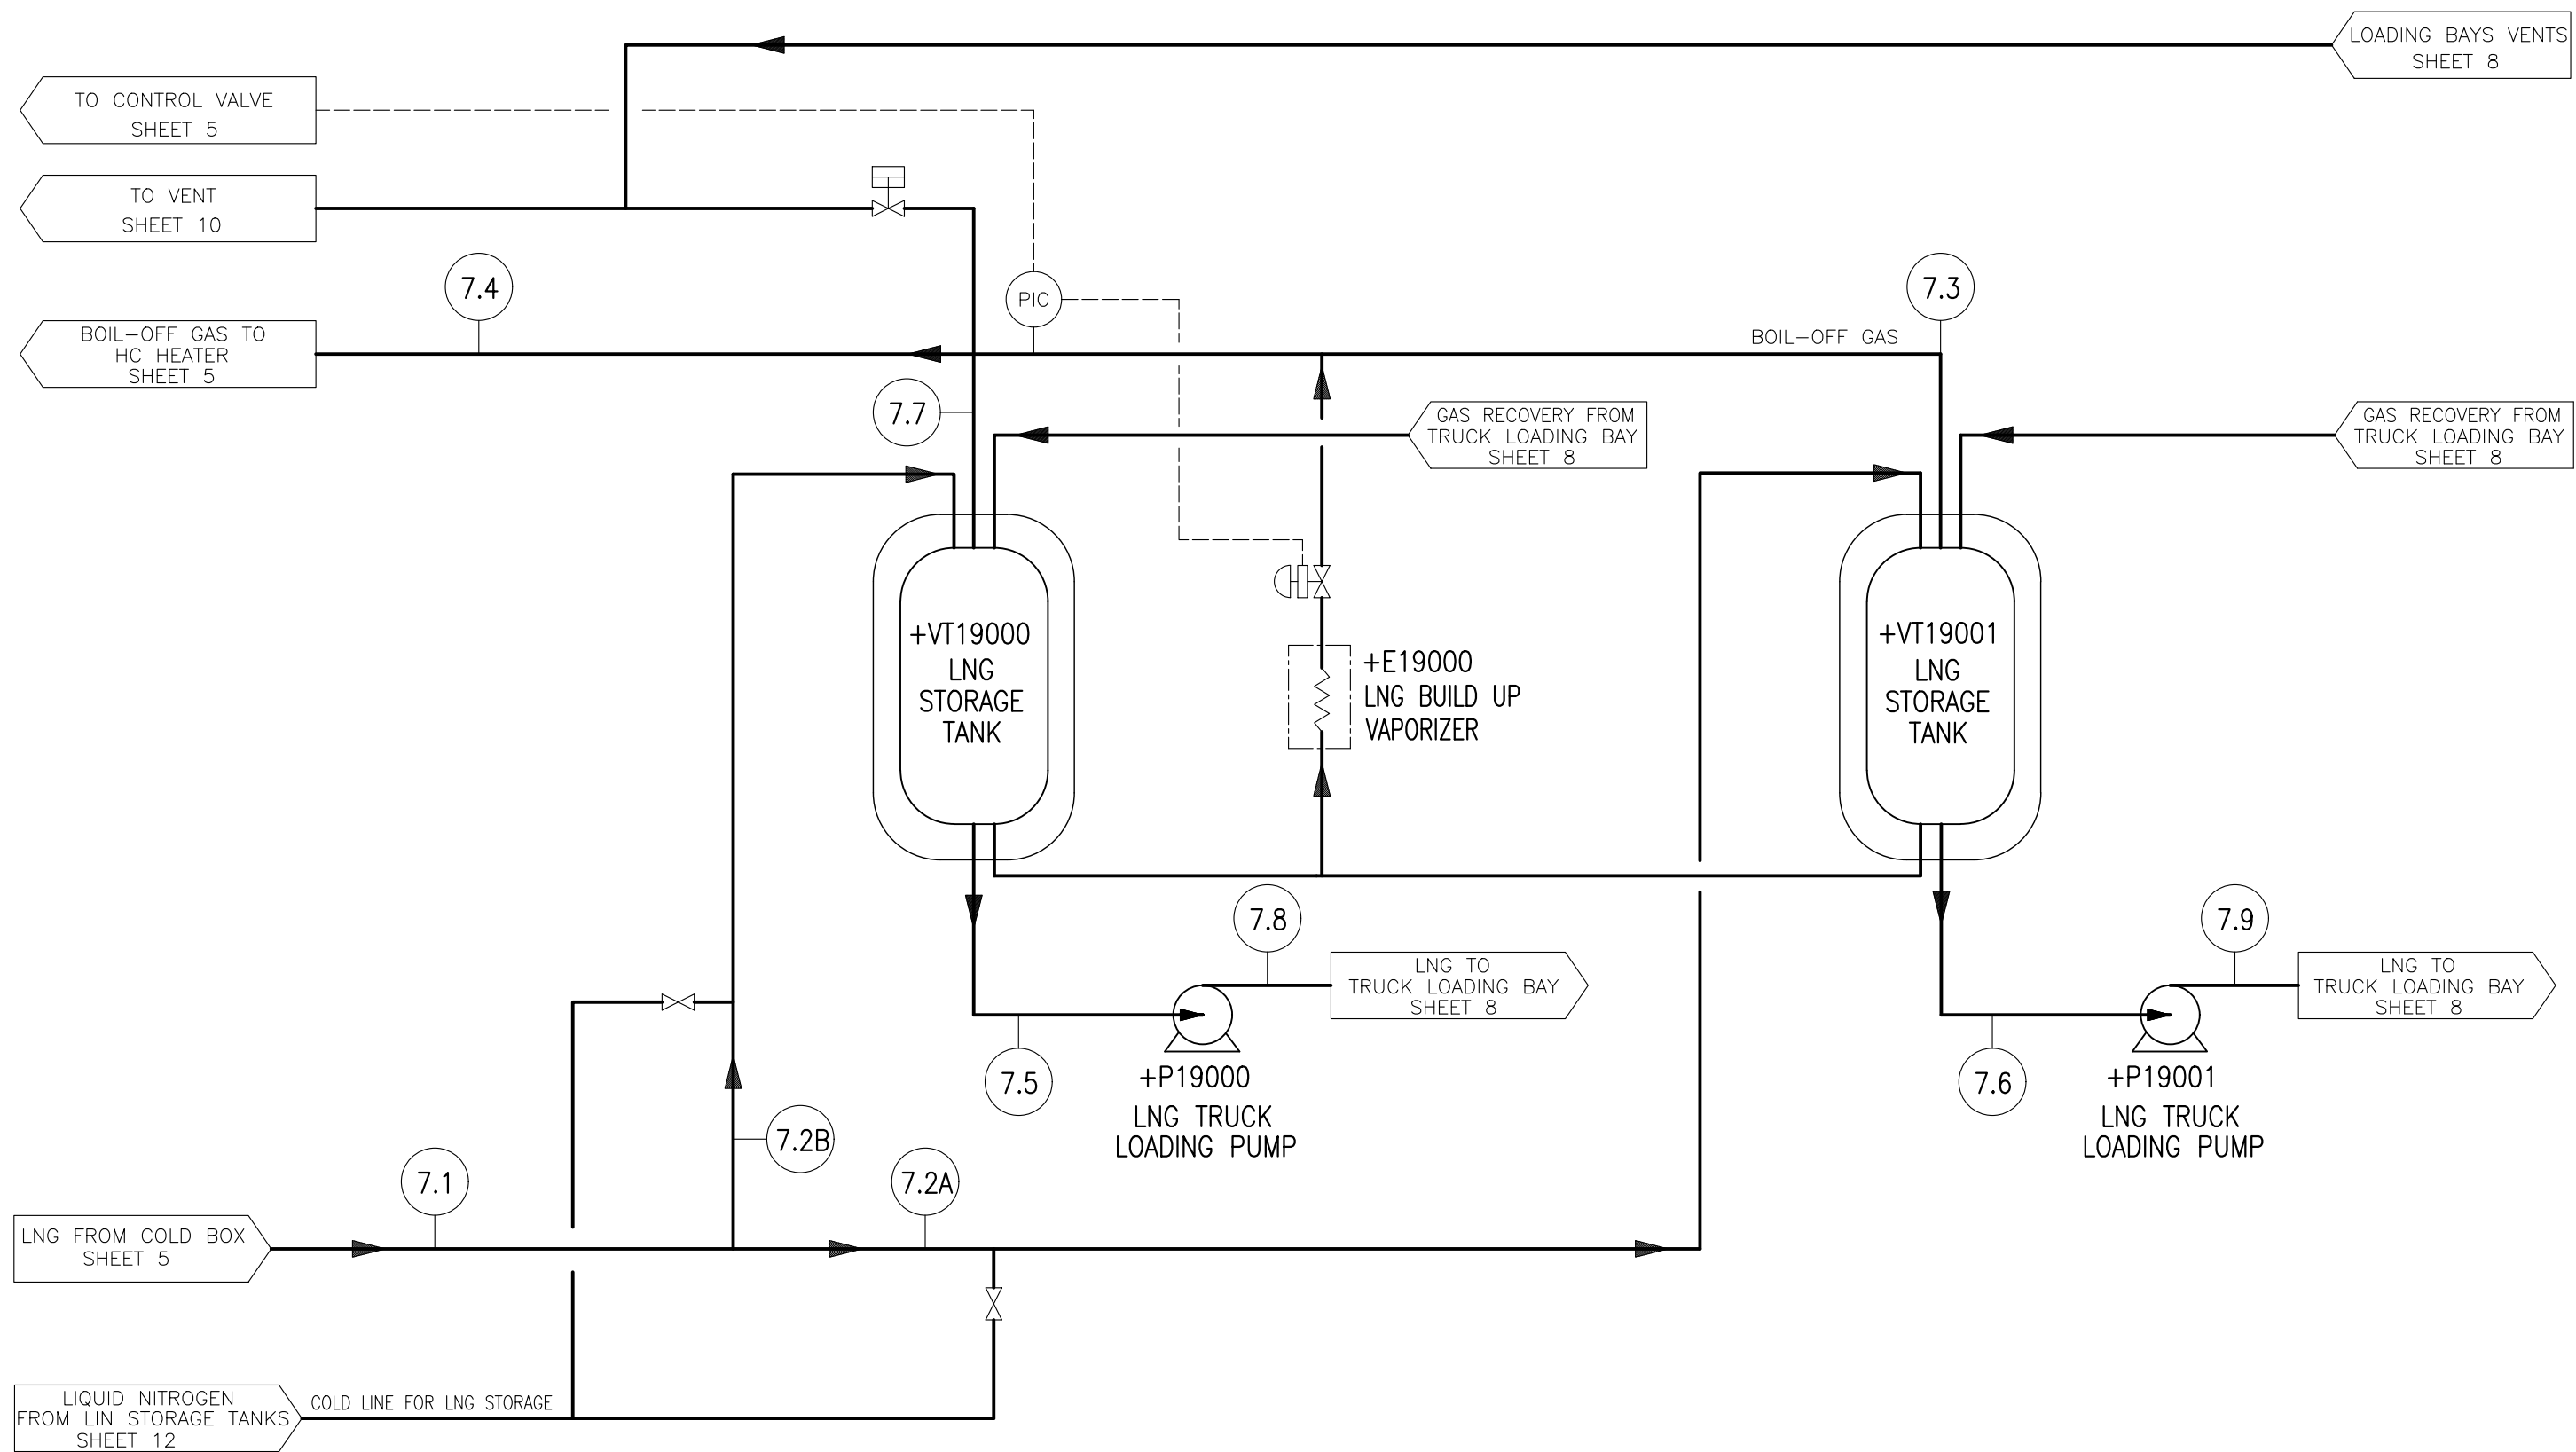 LOADING BAYS VENTS
SHEET 8
TO CONTROL VALVE
SHEET 5
TO VENT
SHEET 10
7.4
PIC
7.3
BOIL-OFF GAS TO
HC HEATER
SHEET 5
BOIL-OFF GAS
7.7
GAS RECOVERY FROM
TRUCK LOADING BAY
SHEET 8
GAS RECOVERY FROM
TRUCK LOADING BAY
SHEET 8
+VT19000
LNG
STORAGE
TANK
+E19000
LNG BUILD UP
VAPORIZER
+VT19001
LNG
STORAGE
TANK
7.8
LNG TO
TRUCK LOADING BAY
SHEET 8
7.9
LNG TO
TRUCK LOADING BAY
SHEET 8
7.5
+P19000
LNG TRUCK
LOADING PUMP
7.6
+P19001
LNG TRUCK
LOADING PUMP
7.2B
7.1
7.2A
LNG FROM COLD BOX
SHEET 5
LIQUID NITROGEN
FROM LIN STORAGE TANKS
SHEET 12
COLD LINE FOR LNG STORAGE